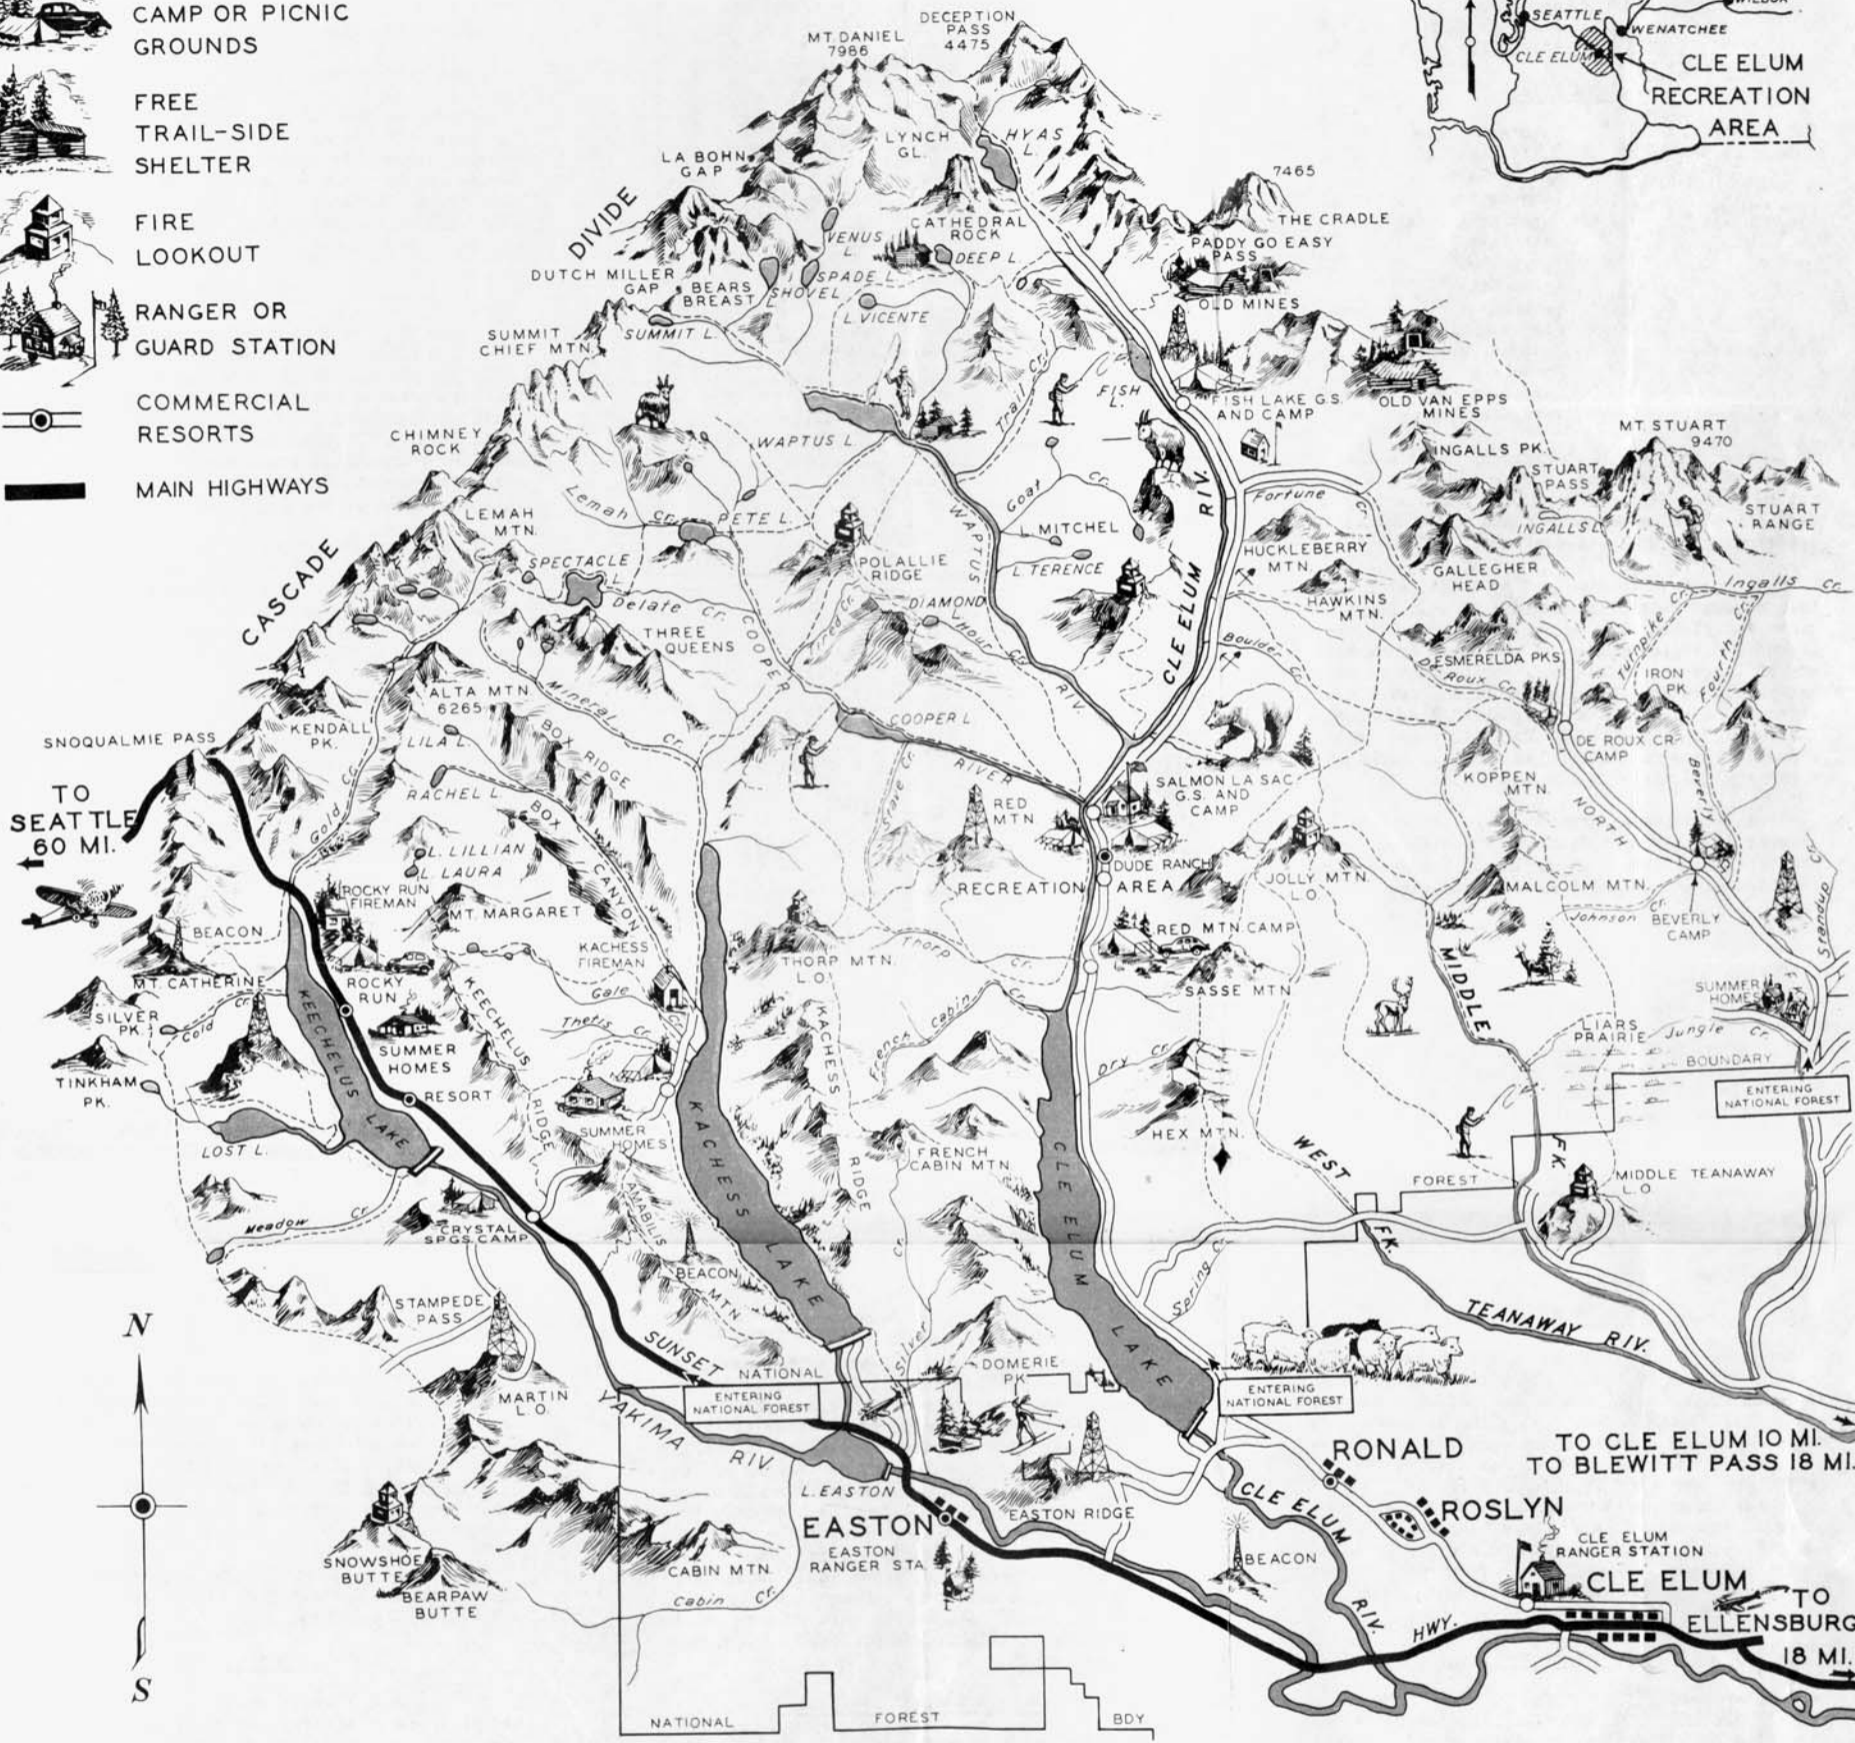 CAMP OR PICNIC
GROUNDS
FREE
TRAIL-SIDE
SHELTER
FIRE
LOOKOUT
RANGER OR
GUARD STATION
COMMERCIAL
RESORTS
MAIN HIGHWAYS
SEATTLE
WENATCHEE
CLE ELUM
CLE ELUM
RECREATION
AREA
DECEPTION
PASS
4475
MT. DANIEL
7986
LYNCH
GL.
HYAS
L.
LA BOHN
GAP
7465
THE CRADLE
CASCADE
DIVIDE
VENUS
L.
CATHEDRAL
ROCK
DEEP L.
PADDY GO EASY
PASS
OLD MINES
DUTCH MILLER
GAP
BEARS
BREAST
SHOVEL
L.
SPADE L.
L. VICENTE
SUMMIT
CHIEF MTN.
SUMMIT L.
FISH
L.
Trail Cr.
FISH LAKE G.S.
AND CAMP
OLD VAN EPPS
MINES
CHIMNEY
ROCK
WAPTUS L.
INGALLS PK.
STUART
PASS
MT. STUART
9470
STUART
RANGE
INGALLS L.
Ingalls Cr.
LEMAH
MTN.
Lemah Cr.
PETE L.
POLALLIE
RIDGE
WAPTUS
RIV.
Goat Cr.
L. MITCHEL
L. TERENCE
CLE ELUM RIV.
Fortune Cr.
HUCKLEBERRY
MTN.
HAWKINS
MTN.
GALLEGHER
HEAD
SPECTACLE
L.
Delate Cr.
COOPER
THREE
QUEENS
Tired Cr.
DIAMOND
L.
Hour Cr.
Boulder Cr.
ESMERELDA PKS.
De Roux Cr.
Turnpike Cr.
Fourth Cr.
IRON
PK.
DE ROUX CR.
CAMP
Beverly
ALTA MTN.
6265
Mineral Cr.
KENDALL
PK.
LILA L.
BOX RIDGE
RACHEL L.
BOX
CANYON
SNOQUALMIE PASS
TO
SEATTLE
60 MI.
Gold Cr.
L. LILLIAN
L. LAURA
COOPER L.
RIVER
Stave Cr.
RED
MTN
SALMON LA SAC
G.S. AND
CAMP
DUDE RANCH
RECREATION AREA
JOLLY MTN.
L.O.
KOPPEN
MTN.
NORTH
MALCOLM MTN.
Johnson Cr.
BEVERLY
CAMP
Standup Cr.
ROCKY RUN
FIREMAN
MT. MARGARET
BEACON
MT. CATHERINE
ROCKY
RUN
KACHESS
FIREMAN
Gale Cr.
Thetis Cr.
THORP MTN.
L.O.
Thorp Cr.
RED MTN. CAMP
SASSE MTN.
MIDDLE
FK.
SUMMER
HOMES
LIARS
PRAIRIE
Jungle Cr.
BOUNDARY
ENTERING
NATIONAL FOREST
SILVER
PK.
Cold Cr.
TINKHAM
PK.
KEECHELUS
LAKE
SUMMER
HOMES
RESORT
KEECHELUS
RIDGE
SUMMER
HOMES
KACHESS
RIDGE
French Cabin Cr.
Dry Cr.
HEX MTN.
WEST
FK.
FOREST
MIDDLE TEANAWAY
L.O.
LOST L.
Meadow Cr.
CRYSTAL
SPGS. CAMP
AMABILIS
MTN
BEACON
KACHESS
LAKE
FRENCH
CABIN MTN.
CLE ELUM
LAKE
Spring Cr.
TEANAWAY RIV.
N
S
STAMPEDE
PASS
MARTIN
L.O.
SUNSET
NATIONAL
ENTERING
NATIONAL FOREST
Silver Cr.
DOMERIE
PK.
ENTERING
NATIONAL FOREST
YAKIMA
RIV.
L. EASTON
EASTON
EASTON
RANGER STA.
EASTON RIDGE
CLE ELUM
RIV.
RONALD
ROSLYN
TO CLE ELUM 10 MI.
TO BLEWITT PASS 18 MI.
BEACON
CLE ELUM
RANGER STATION
CLE ELUM
HWY.
TO
ELLENSBURG
18 MI.
SNOWSHOE
BUTTE
BEARPAW
BUTTE
CABIN MTN.
Cabin Cr.
NATIONAL FOREST BDY